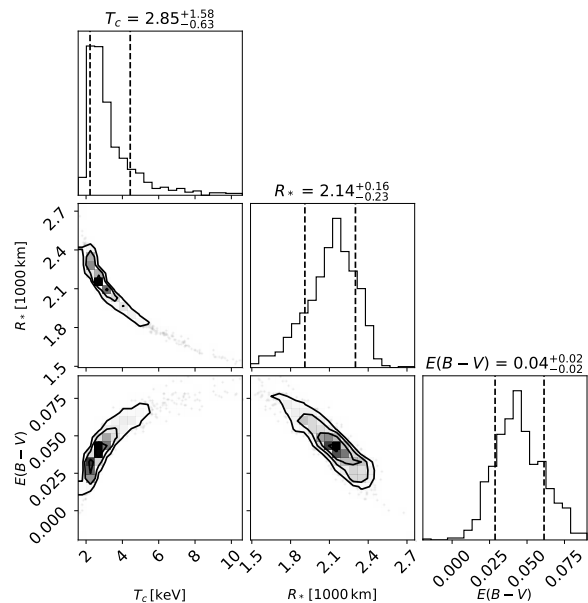 T_c = 2.85^{+1.58}_{-0.63}
R_* = 2.14^{+0.16}_{-0.23}
E(B − V) = 0.04^{+0.02}_{-0.02}
R_* [1000 km]
2.7
2.4
2.1
1.8
1.5
E(B − V)
0.075
0.050
0.025
0.000
2 4 6 8 10
1.5 1.8 2.1 2.4 2.7
0.000 0.025 0.050 0.075
T_c [keV]
R_* [1000 km]
E(B − V)